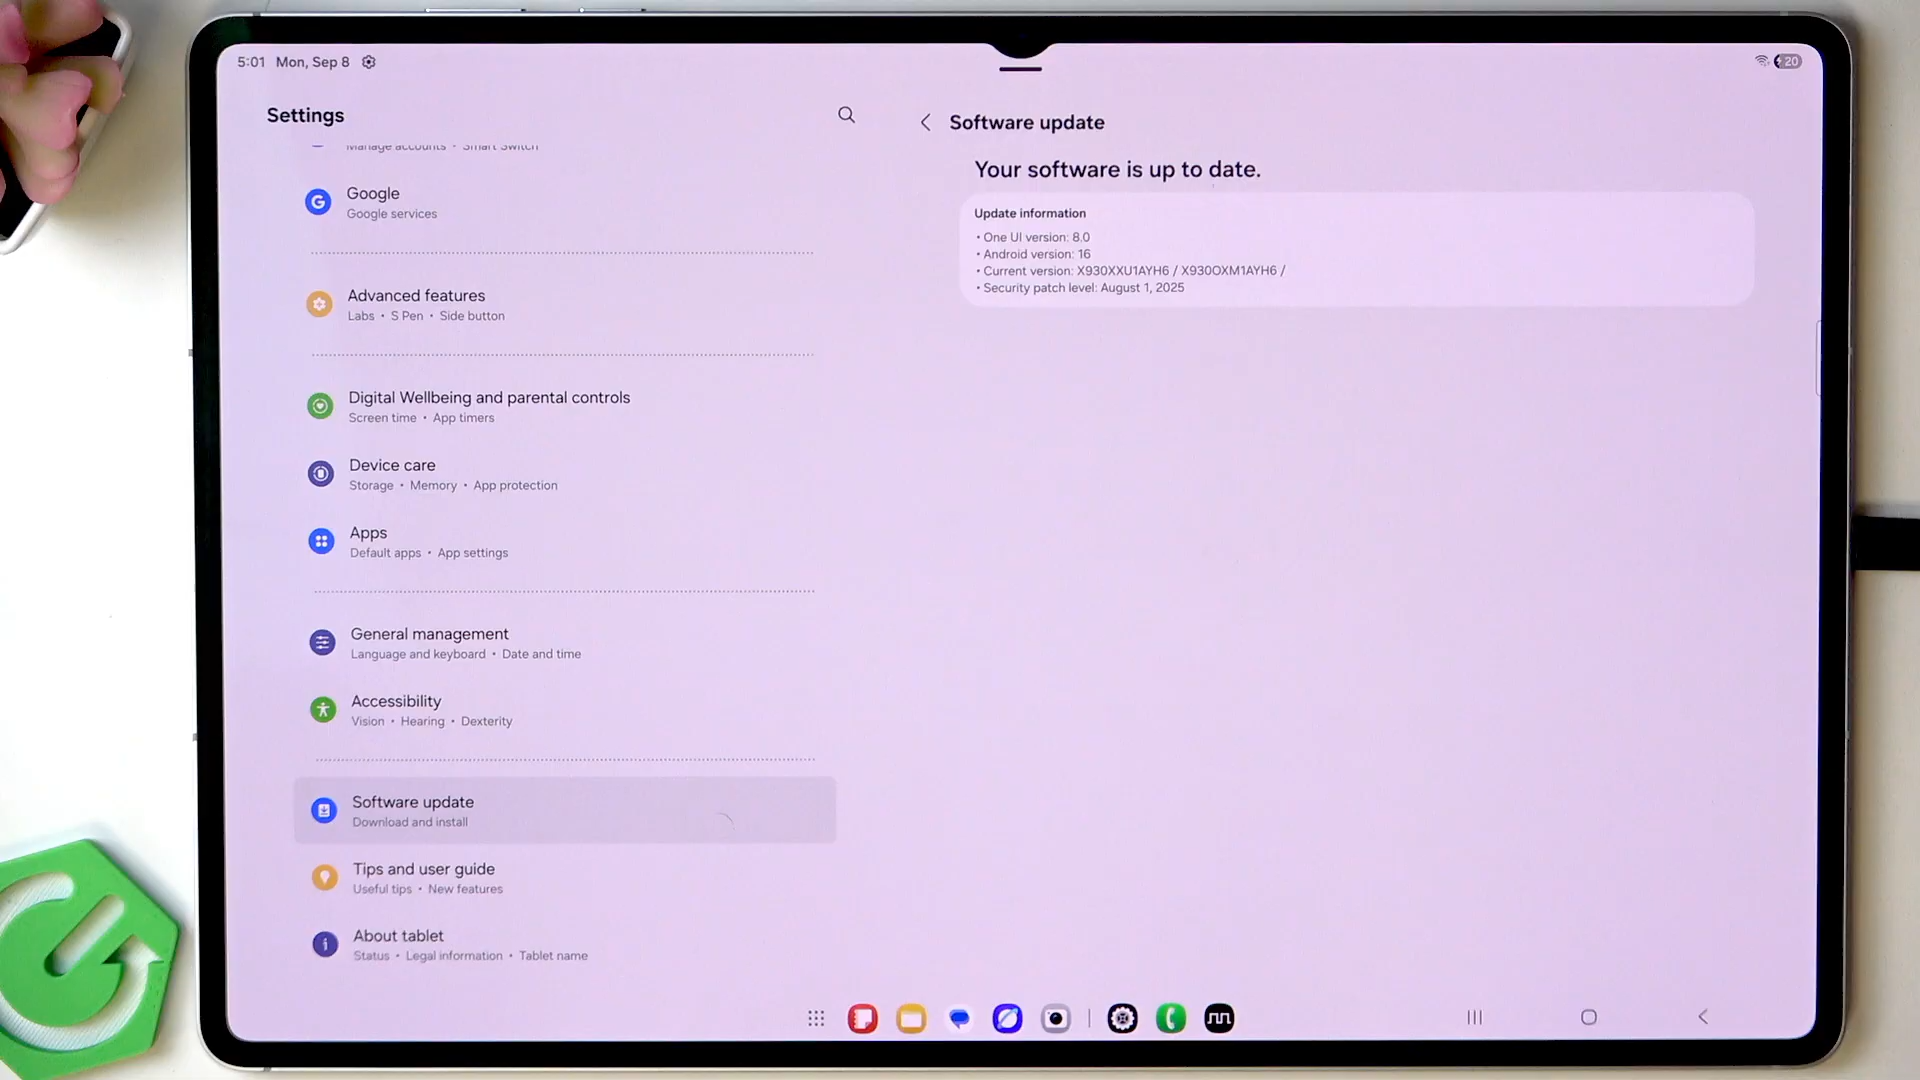 5:01 Mon, Sep 8
20
Settings
Manage accounts • Smart Switch
Google
Google services
Advanced features
Labs • S Pen • Side button
Digital Wellbeing and parental controls
Screen time • App timers
Device care
Storage • Memory • App protection
Apps
Default apps • App settings
General management
Language and keyboard • Date and time
Accessibility
Vision • Hearing • Dexterity
Software update
Download and install
Tips and user guide
Useful tips • New features
About tablet
Status • Legal information • Tablet name
Software update
Your software is up to date.
Update information
• One UI version: 8.0
• Android version: 16
• Current version: X930XXU1AYH6 / X930OXM1AYH6 /
• Security patch level: August 1, 2025